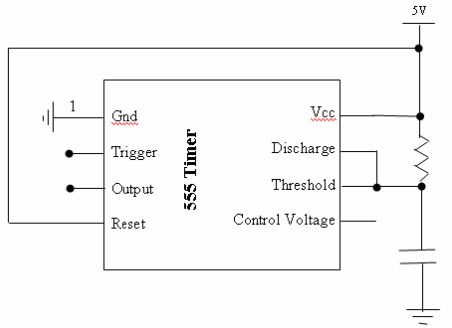 5V
1
Gnd
Trigger
Output
Reset
555 Timer
Vcc
Discharge
Threshold
Control Voltage